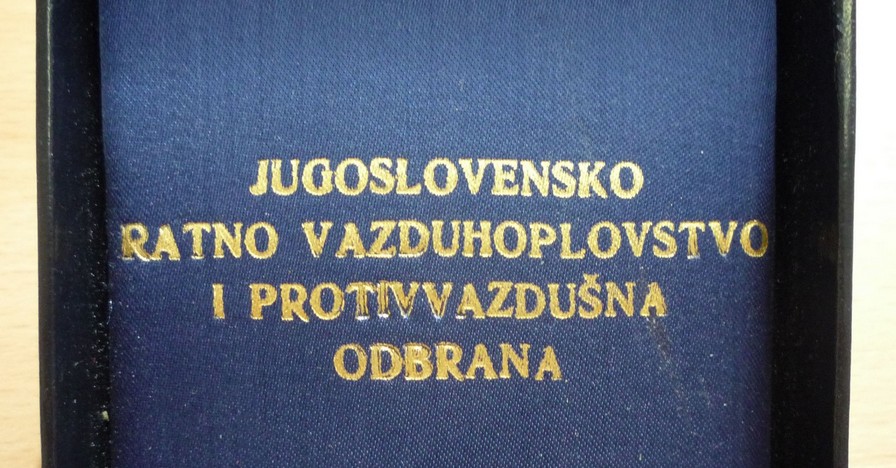 JUGOSLOVENSKO
RATNO VAZDUHOPLOVSTVO
I PROTIVVAZDUŠNA
ODBRANA